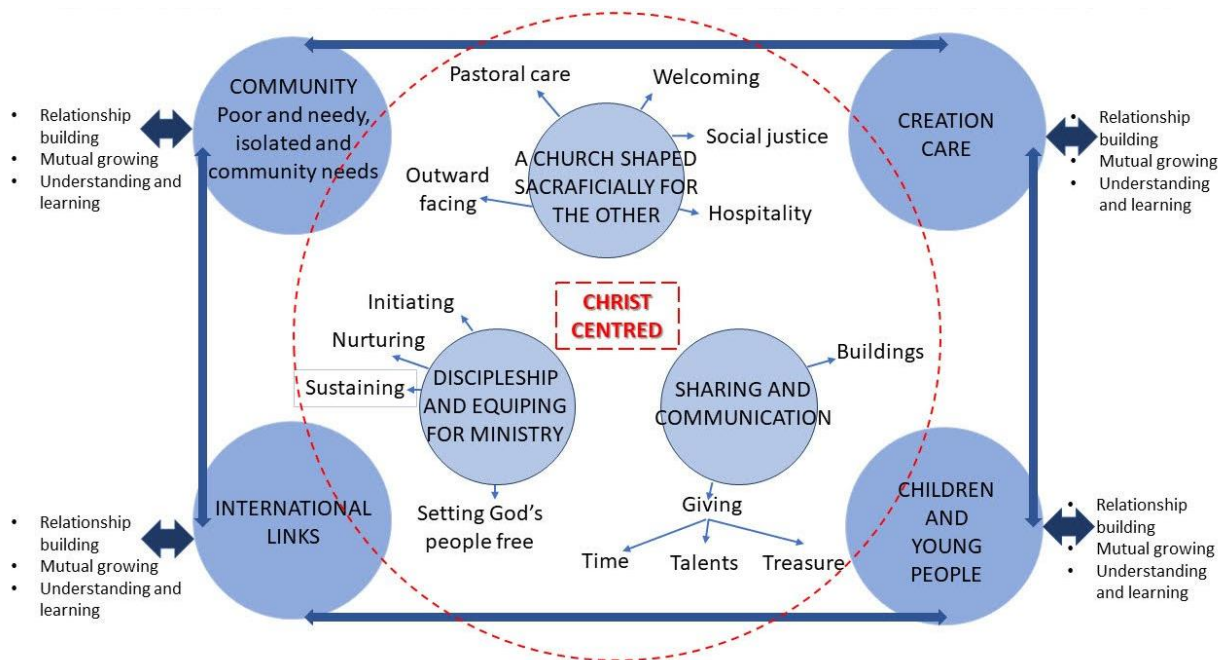 COMMUNITY
Poor and needy,
isolated and
community needs
• Relationship
building
• Mutual growing
• Understanding and
learning
Pastoral care
Welcoming
Social justice
Hospitality
Outward
facing
A CHURCH SHAPED
SACRAFICIALLY FOR
THE OTHER
CREATION
CARE
• Relationship
building
• Mutual growing
• Understanding
and learning
CHRIST
CENTRED
Initiating
Nurturing
Sustaining
DISCIPLESHIP
AND EQUIPING
FOR MINISTRY
Setting God’s
people free
SHARING AND
COMMUNICATION
Buildings
Giving
Time
Talents
Treasure
INTERNATIONAL
LINKS
• Relationship
building
• Mutual growing
• Understanding and
learning
CHILDREN
AND
YOUNG
PEOPLE
• Relationship
building
• Mutual growing
• Understanding
and learning